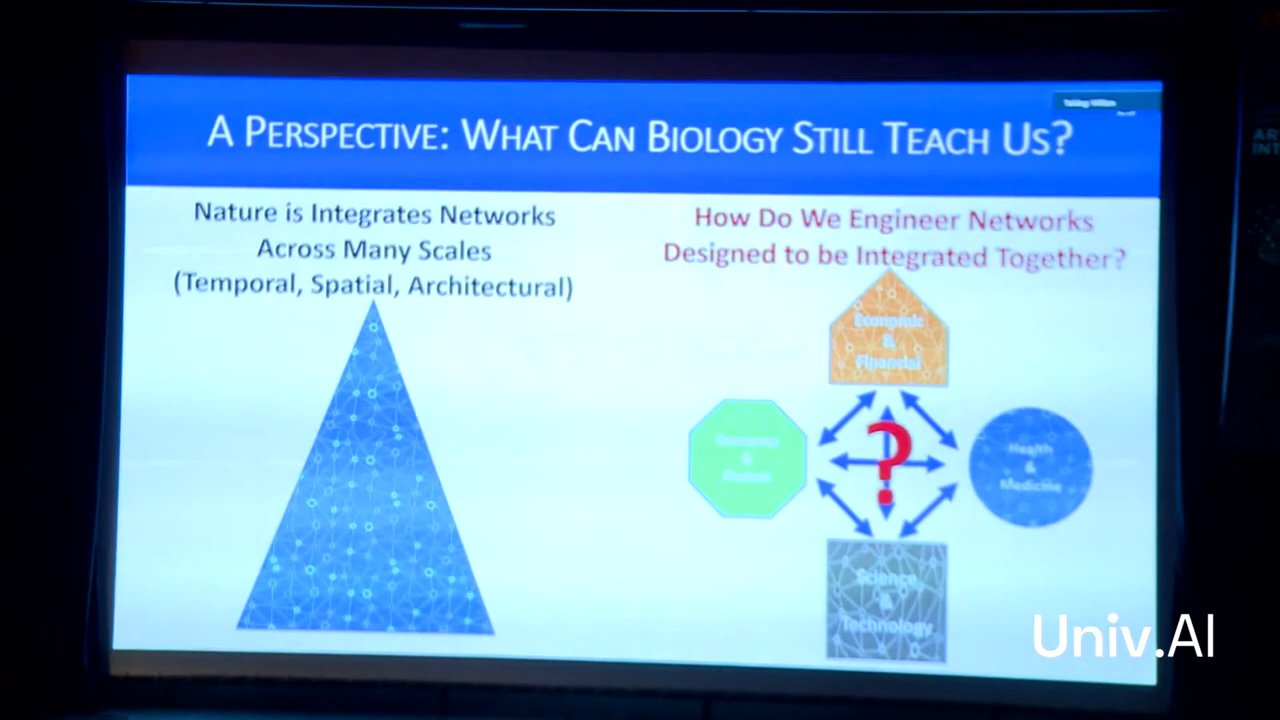 A PERSPECTIVE: WHAT CAN BIOLOGY STILL TEACH US?
Nature is Integrates Networks
Across Many Scales
(Temporal, Spatial, Architectural)
How Do We Engineer Networks
Designed to be Integrated Together?
Economic
&
Financial
&
?
Health
&
Medicine
Science
&
Technology
Univ.AI